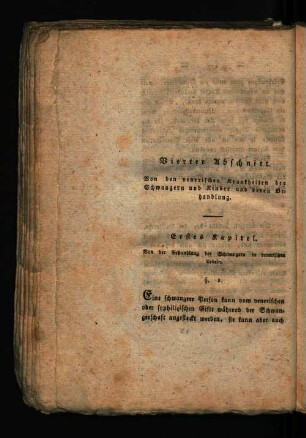 Vierter Abschnitt.
Von den venerischen Krankheiten der
Schwangern und Kinder und deren Be
handlung.
Erstes Kapitel.
Von der Behandlung der Schwangern in venerischen
Uebeln.
§.
Eine schwangere Person kann vom venerischen
oder syphilitischen Gifte während der Schwan-
gerschaft angesteckt werden, sie kann aber auch